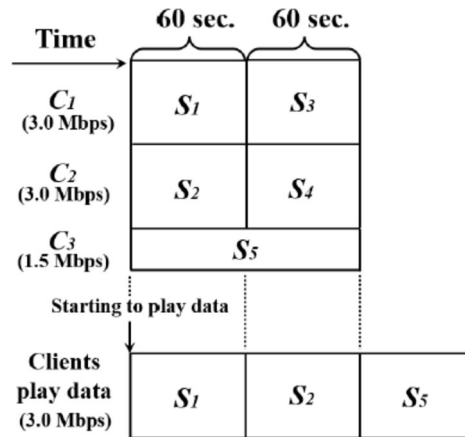 60 sec. 60 sec.
Time
C1 S1 S3
(3.0 Mbps)
C2 S2 S4
(3.0 Mbps)
C3 S5
(1.5 Mbps)
Starting to play data
Clients
play data S1 S2 S5
(3.0 Mbps)